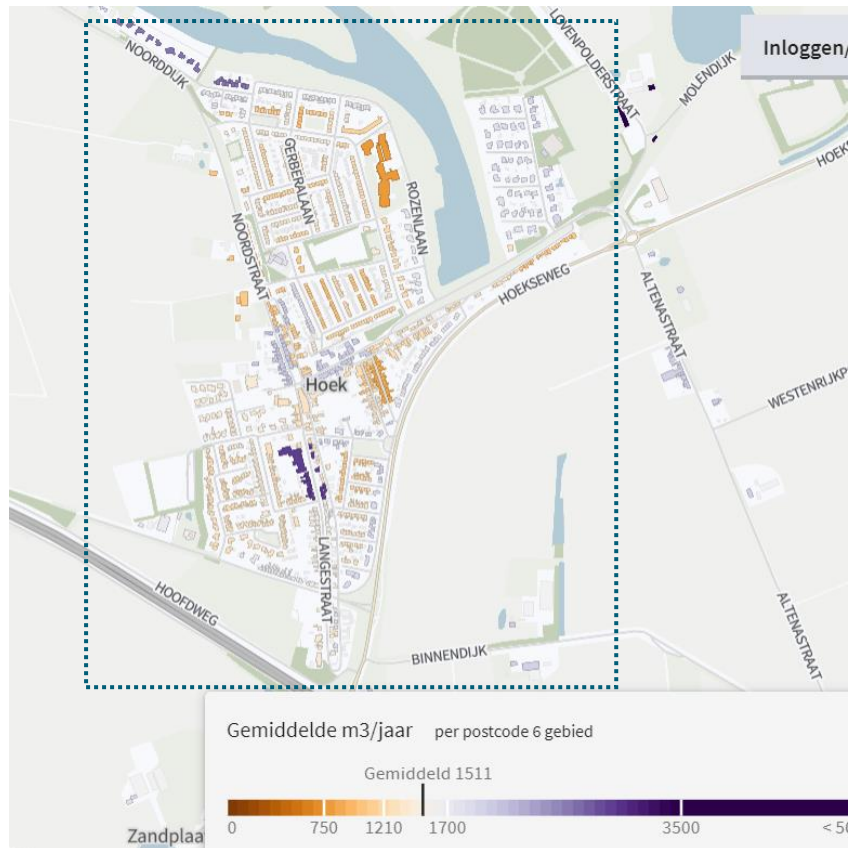 NOORDDIJK
LOVENPOLDERSTRAAT
Inloggen/
MOLENDIJK
HOEKS
GERBERALAAN
ROZENLAAN
NOORDSTRAAT
HOEKSEWEG
ALTENASTRAAT
Hoek
WESTENRIJKP
LANGESTRAAT
HOOFDWEG
BINNENDIJK
ALTENASTRAAT
Gemiddelde m3/jaar per postcode 6 gebied
Gemiddeld 1511
0 750 1210 1700 3500 < 50
Zandplaa